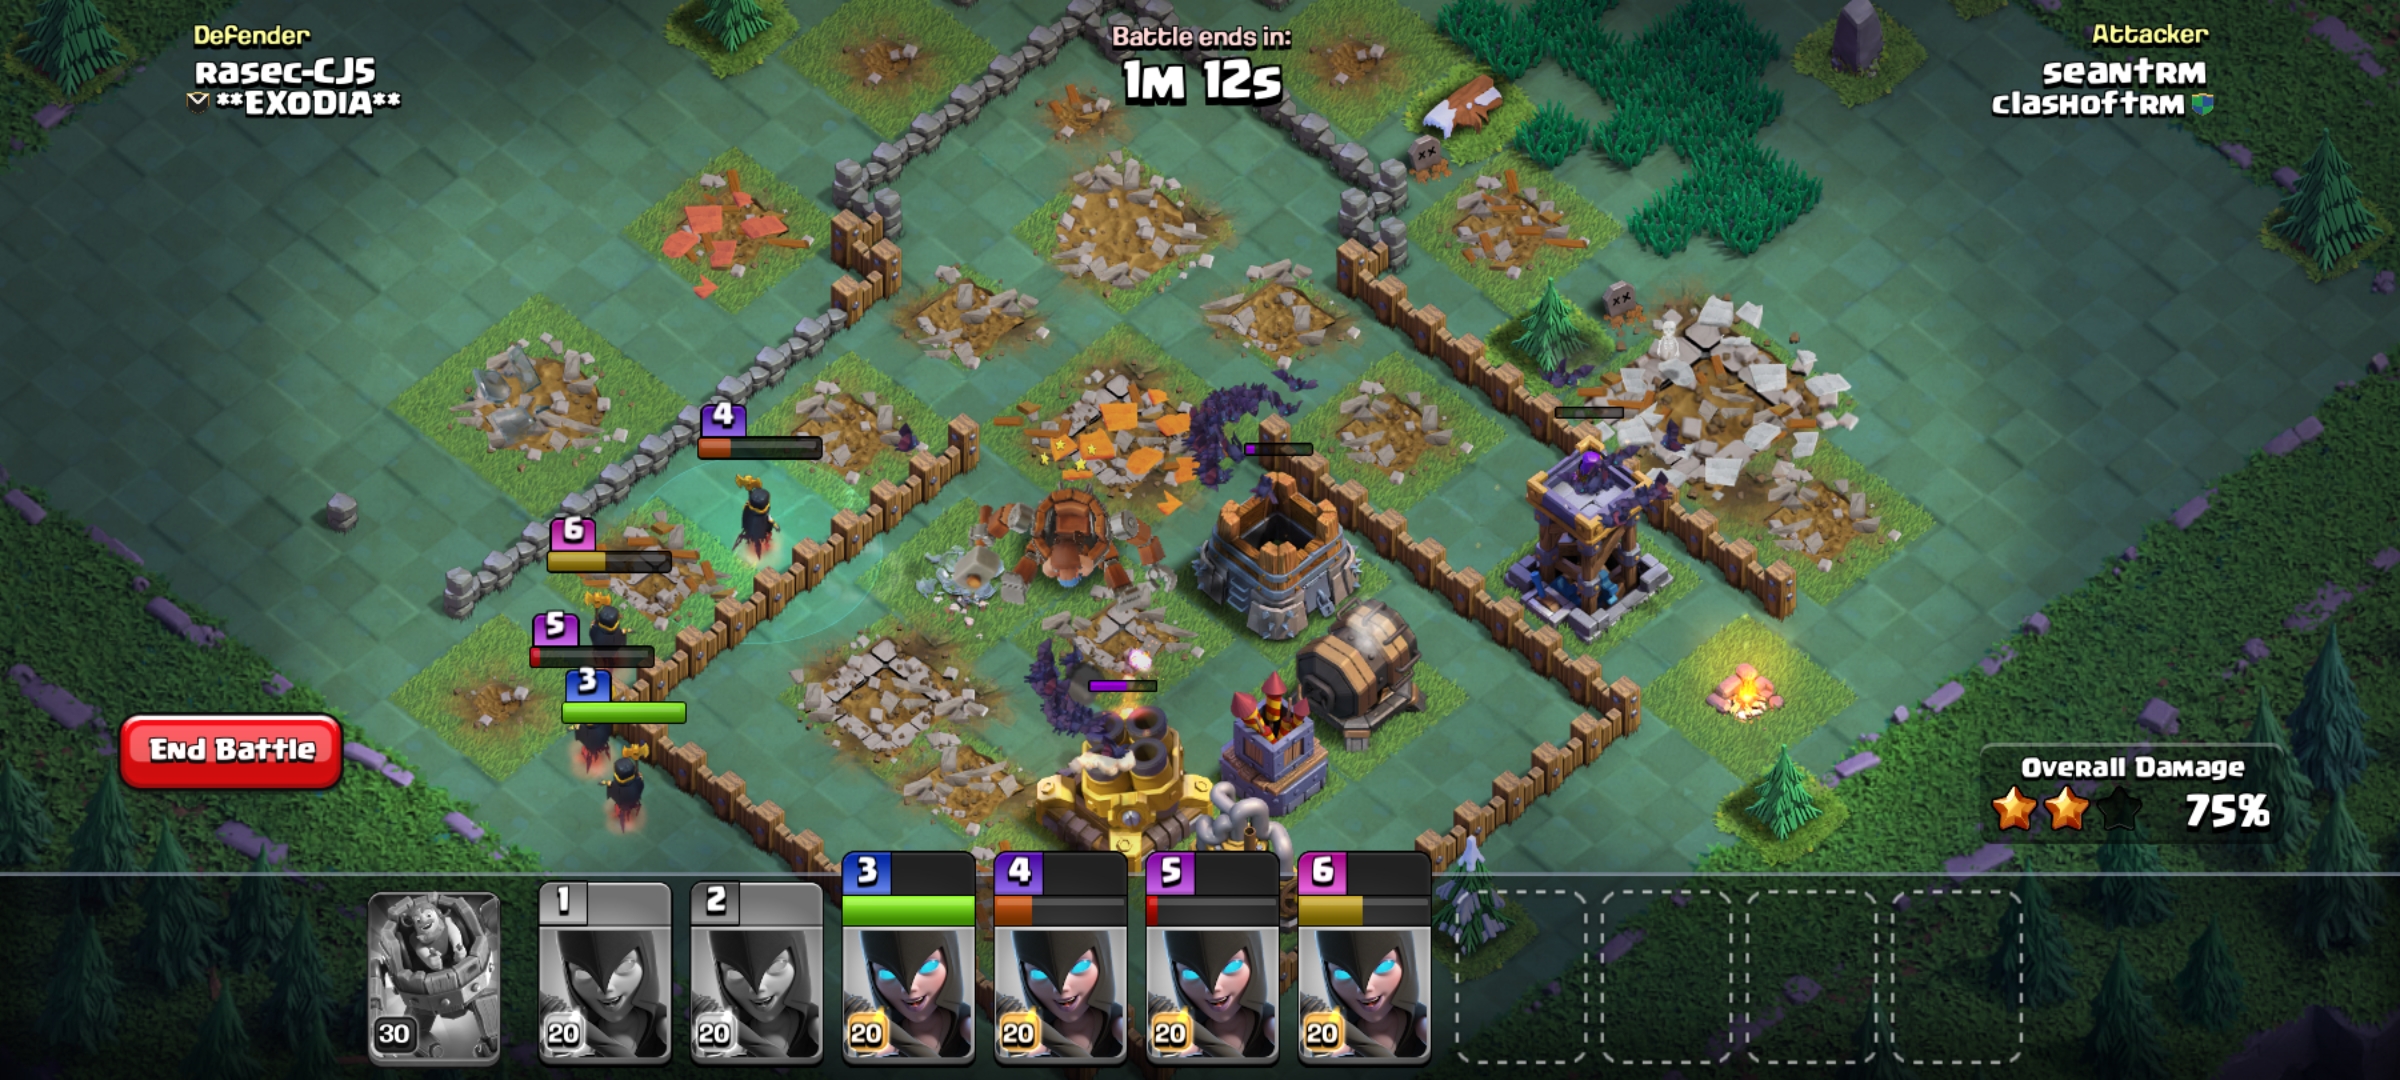 Defender
Rasec-CJ5
**EXODIA**
Battle ends in:
1M 12s
Attacker
seantRM
clashoftRM
4
6
5
3
End Battle
Overall Damage
75%
30
1
20
2
20
3
20
4
20
5
20
6
20